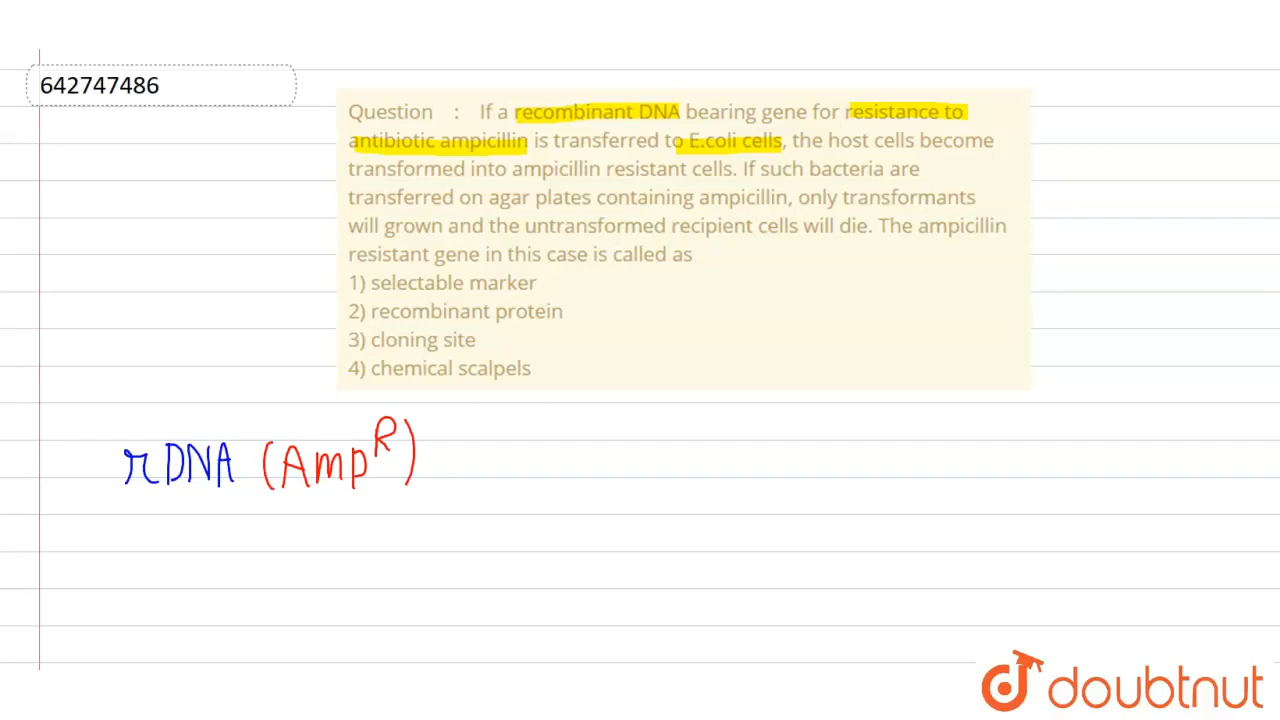 642747486
Question : If a recombinant DNA bearing gene for resistance to
antibiotic ampicillin is transferred to E.coli cells, the host cells become
transformed into ampicillin resistant cells. If such bacteria are
transferred on agar plates containing ampicillin, only transformants
will grown and the untransformed recipient cells will die. The ampicillin
resistant gene in this case is called as
1) selectable marker
2) recombinant protein
3) cloning site
4) chemical scalpels
rDNA (Amp^R)
doubtnut